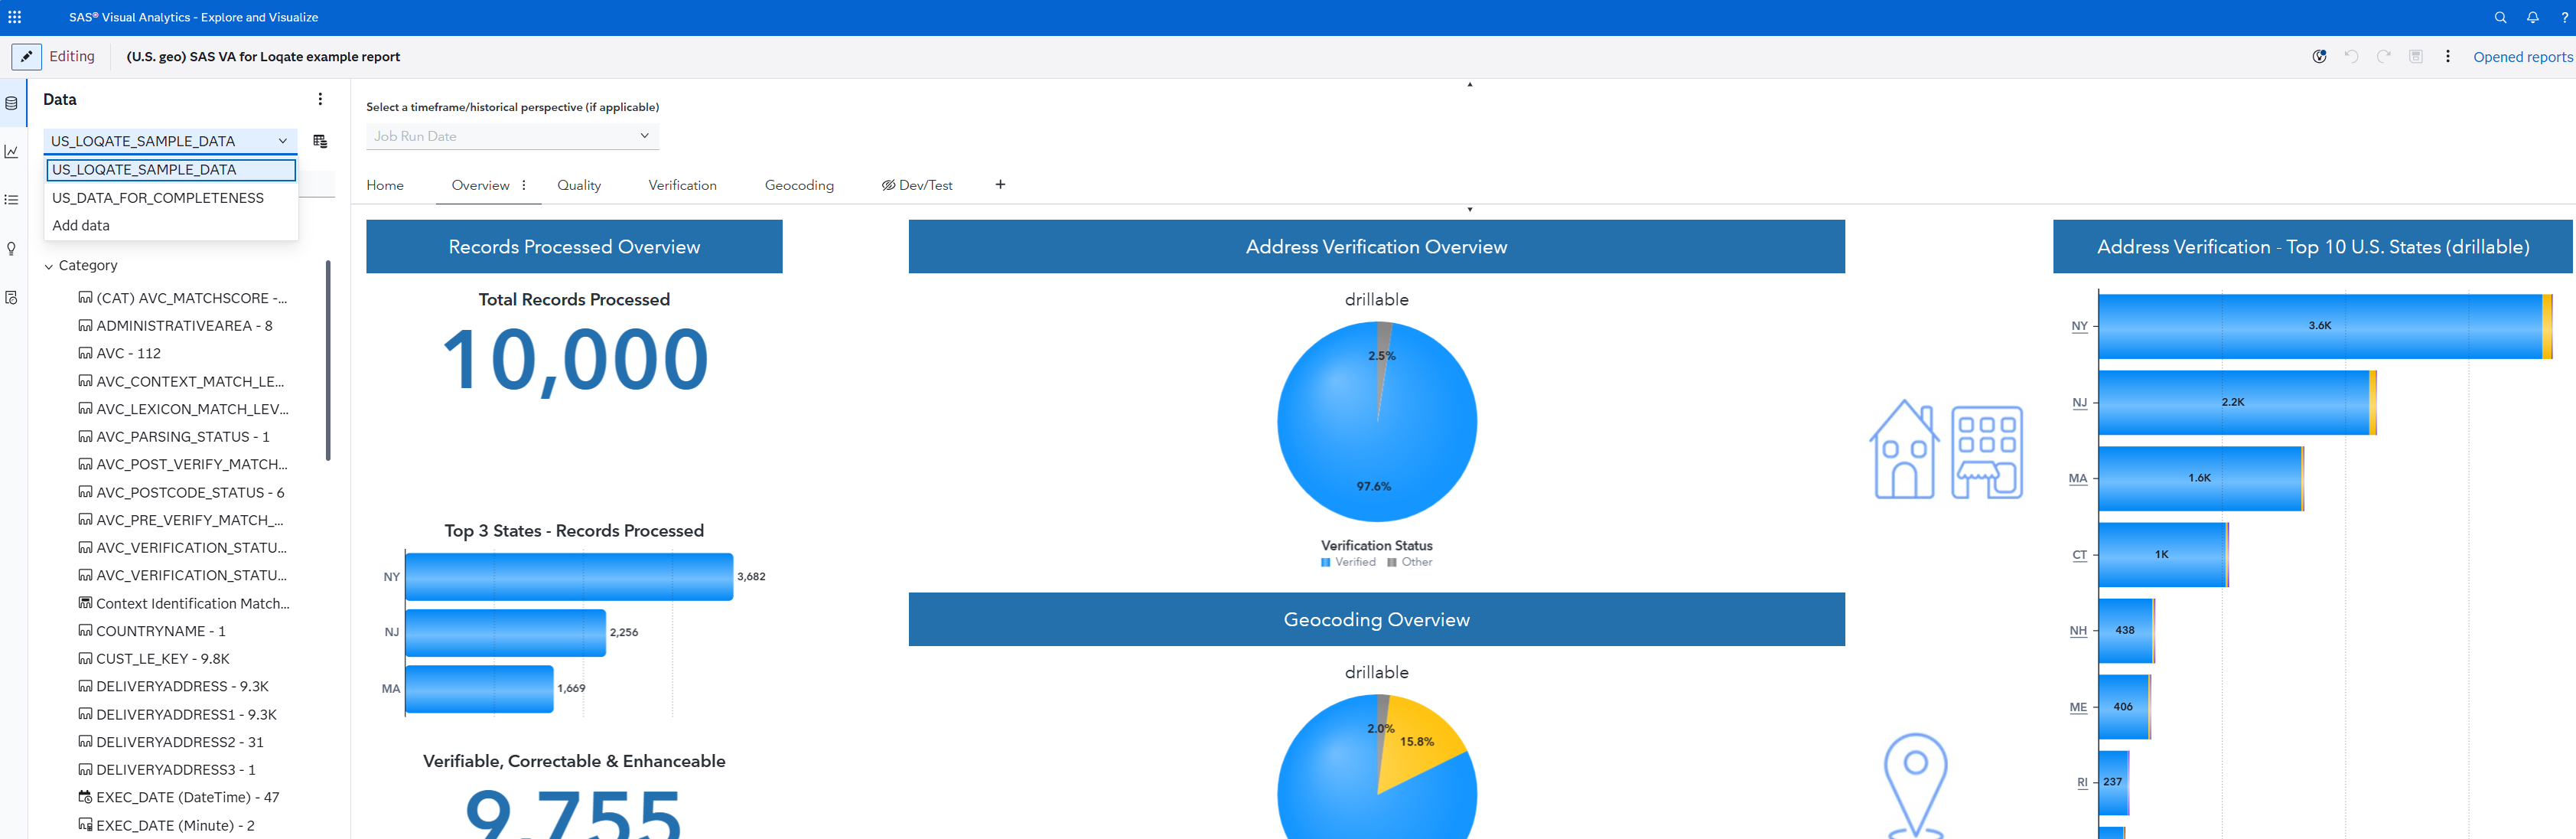 SAS® Visual Analytics - Explore and Visualize
?
Editing
(U.S. geo) SAS VA for Loqate example report
Opened reports
Data
US_LOQATE_SAMPLE_DATA
US_LOQATE_SAMPLE_DATA
US_DATA_FOR_COMPLETENESS
Add data
Category
(CAT) AVC_MATCHSCORE -...
ADMINISTRATIVEAREA - 8
AVC - 112
AVC_CONTEXT_MATCH_LE...
AVC_LEXICON_MATCH_LEV...
AVC_PARSING_STATUS - 1
AVC_POST_VERIFY_MATCH...
AVC_POSTCODE_STATUS - 6
AVC_PRE_VERIFY_MATCH_...
AVC_VERIFICATION_STATU...
AVC_VERIFICATION_STATU...
Context Identification Match...
COUNTRYNAME - 1
CUST_LE_KEY - 9.8K
DELIVERYADDRESS - 9.3K
DELIVERYADDRESS1 - 9.3K
DELIVERYADDRESS2 - 31
DELIVERYADDRESS3 - 1
EXEC_DATE (DateTime) - 47
EXEC_DATE (Minute) - 2
Select a timeframe/historical perspective (if applicable)
Job Run Date
Home
Overview
Quality
Verification
Geocoding
Dev/Test
+
Records Processed Overview
Total Records Processed
10,000
Top 3 States - Records Processed
NY 3,682
NJ 2,256
MA 1,669
Verifiable, Correctable & Enhanceable
9,755
Address Verification Overview
drillable
2.5%
97.6%
Verification Status
Verified Other
Geocoding Overview
drillable
2.0%
15.8%
Address Verification - Top 10 U.S. States (drillable)
NY 3.6K
NJ 2.2K
MA 1.6K
CT 1K
NH 438
ME 406
RI 237